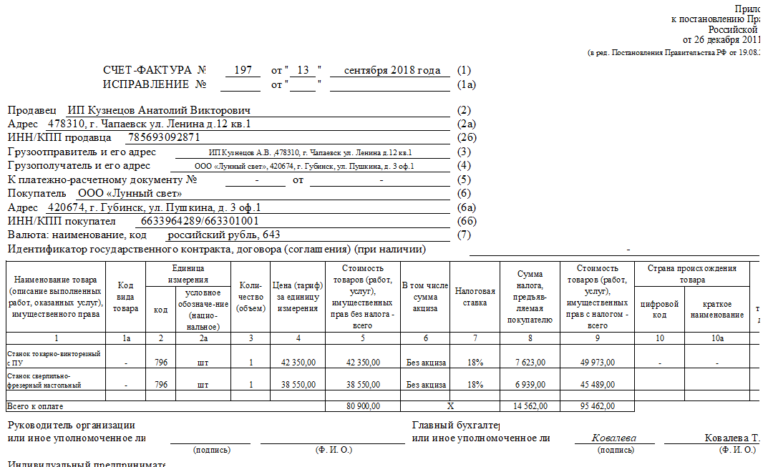 Прило
к постановлению Пра
Российской
от 26 декабря 2011
(в ред. Постановления Правительства РФ от 19.08.
СЧЕТ-ФАКТУРА № 197 от " 13 " сентября 2018 года (1)
ИСПРАВЛЕНИЕ № от " " (1а)
Продавец ИП Кузнецов Анатолий Викторович (2)
Адрес 478310, г. Чапаевск ул. Ленина д.12 кв.1 (2а)
ИНН/КПП продавца 785693092871 (2б)
Грузоотправитель и его адрес ИП Кузнецов А.В. ,478310, г. Чапаевск ул. Ленина д.12 кв.1 (3)
Грузополучатель и его адрес ООО «Лунный свет», 420674, г. Губинск, ул. Пушкина, д. 3 оф.1 (4)
К платежно-расчетному документу № - от - (5)
Покупатель ООО «Лунный свет» (6)
Адрес 420674, г. Губинск, ул. Пушкина, д. 3 оф.1 (6а)
ИНН/КПП покупател 6633964289/663301001 (6б)
Валюта: наименование, код российский рубль, 643 (7)
Идентификатор государственного контракта, договора (соглашения) (при наличии) -
Наименование товара (описание выполненных работ, оказанных услуг), имущественного права
Код вида товара
Единица измерения
код
условное обозначе-ние (нацио-нальное)
Коли-чество (объем)
Цена (тариф) за единицу измерения
Стоимость товаров (работ, услуг), имущественных прав без налога - всего
В том числе сумма акциза
Налоговая ставка
Сумма налога, предъяв-ляемая покупателю
Стоимость товаров (работ, услуг), имущественных прав с налогом - всего
Страна происхождения товара
цифровой код
краткое наименование
1 1а 2 2а 3 4 5 6 7 8 9 10 10а
Станок токарно-винторезный с ПУ - 796 шт 1 42 350,00 42 350,00 Без акциза 18% 7 623,00 49 973,00 - -
Станок сверлильно-фрезерный настольный - 796 шт 1 38 550,00 38 550,00 Без акциза 18% 6 939,00 45 489,00
Всего к оплате 80 900,00 Х 14 562,00 95 462,00
Руководитель организации Главный бухгалтер
или иное уполномоченное ли или иное уполномоченное ли Ковалева Ковалева Т.
(подпись) (Ф. И. О.) (подпись) (Ф. И. О.)
Индивидуальный предпринимате